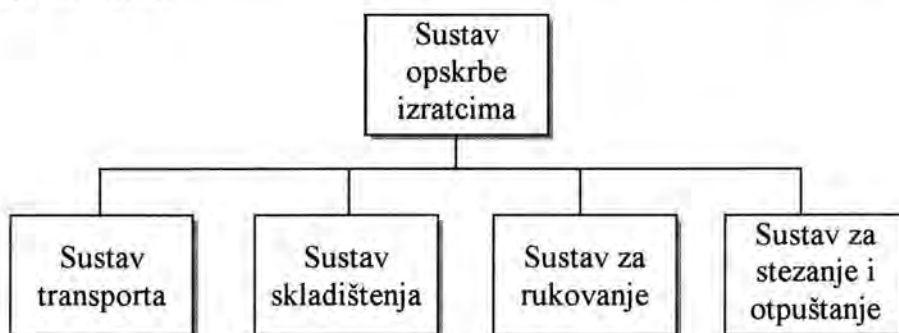 Sustav
opskrbe
izratcima
Sustav
transporta
Sustav
skladištenja
Sustav za
rukovanje
Sustav za
stezanje i
otpuštanje